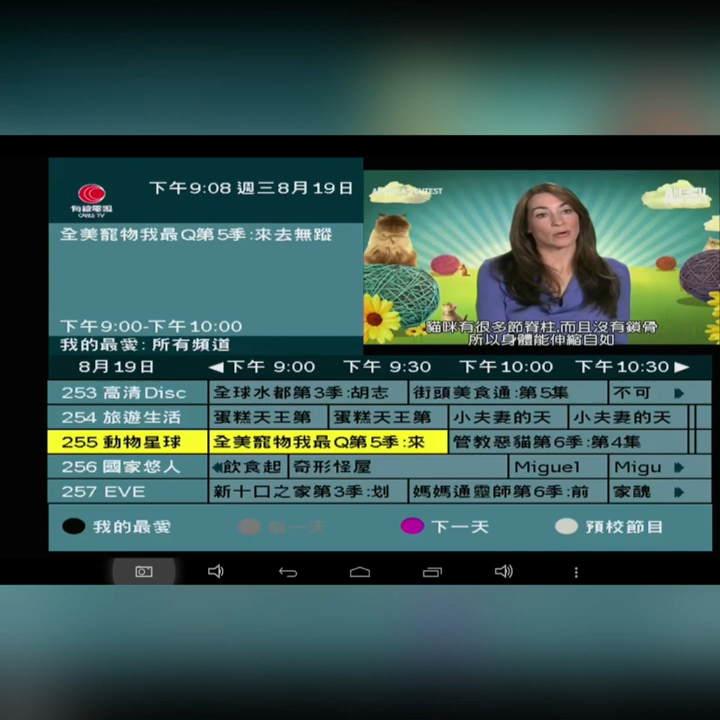 下午9:08 週三8月19日
有線電視
CABLE TV
全美寵物我最Q第5季:來去無蹤
下午9:00-下午10:00
我的最愛: 所有頻道
貓咪有很多節脊柱,而且沒有鎖骨
所以身體能伸縮自如
8月19日 下午 9:00 下午 9:30 下午10:00 下午10:30
253 高清Disc 全球水都第3季:胡志 街頭美食通:第5集 不可
254 旅遊生活 蛋糕天王第 蛋糕天王第 小夫妻的天 小夫妻的天
255 動物星球 全美寵物我最Q第5季:來 管教惡貓第6季:第4集
256 國家悠人 飲食起 奇形怪屋 Miguel Migu
257 EVE 新十口之家第3季:划 媽媽通靈師第6季:前 家醜
我的最愛 前一天 下一天 預校節目